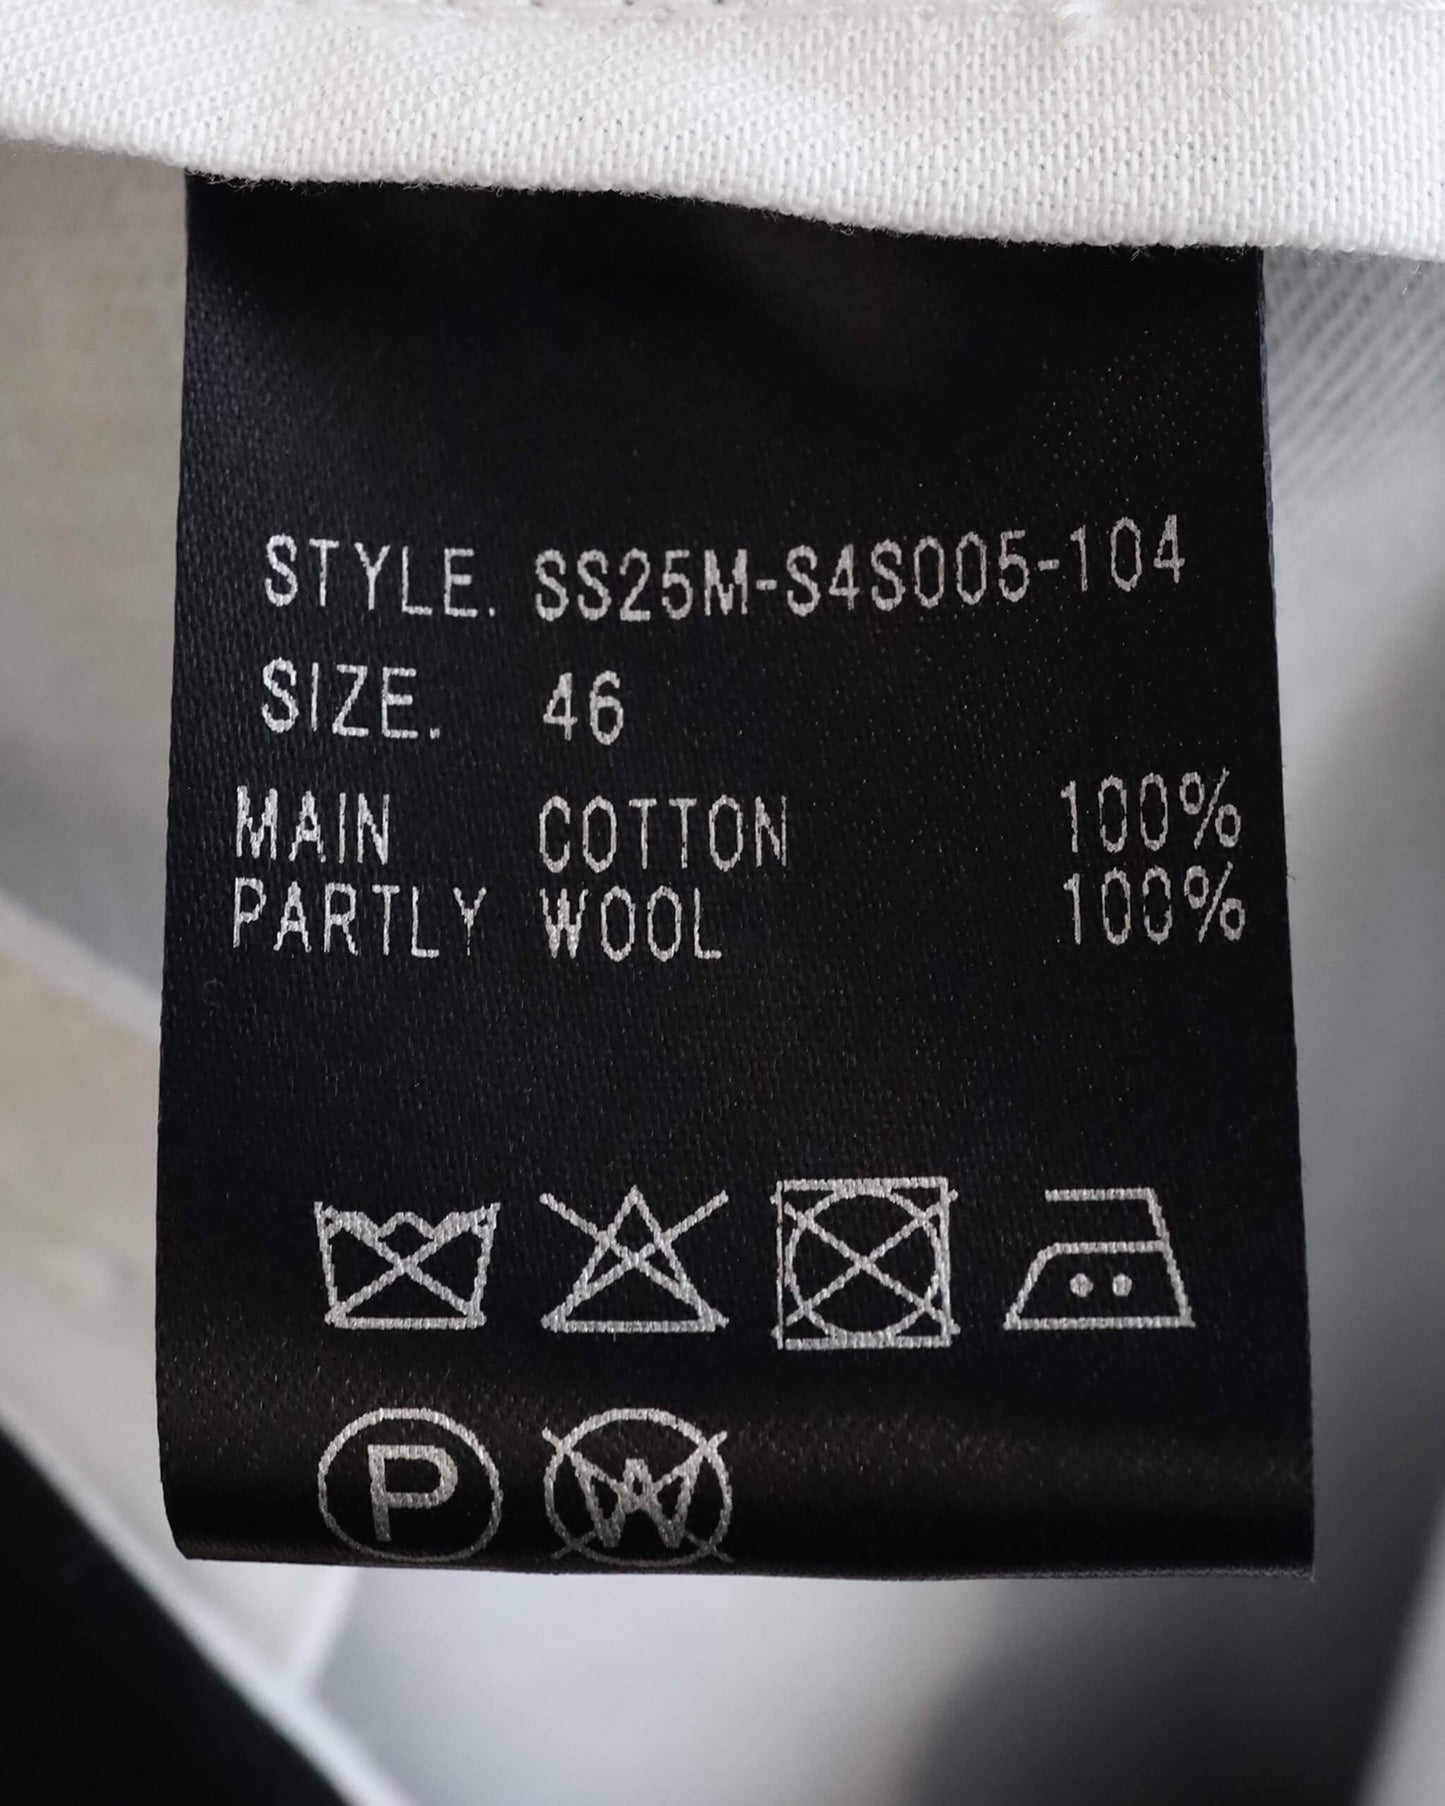 STYLE. SS25M-S4S005-104
SIZE. 46
MAIN COTTON 100%
PARTLY WOOL 100%
P W